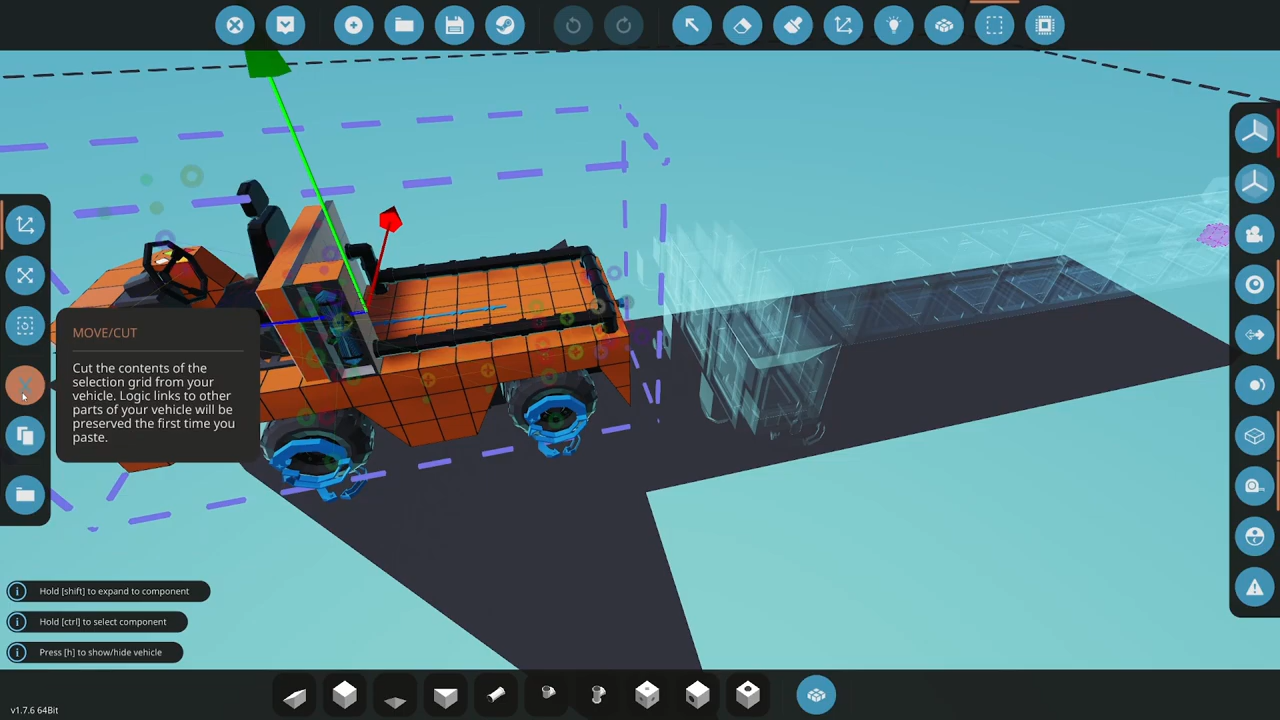 MOVE/CUT
Cut the contents of the
selection grid from your
vehicle. Logic links to other
parts of your vehicle will be
preserved the first time you
paste.
Hold [shift] to expand to component
Hold [ctrl] to select component
Press [h] to show/hide vehicle
v1.7.6 64Bit